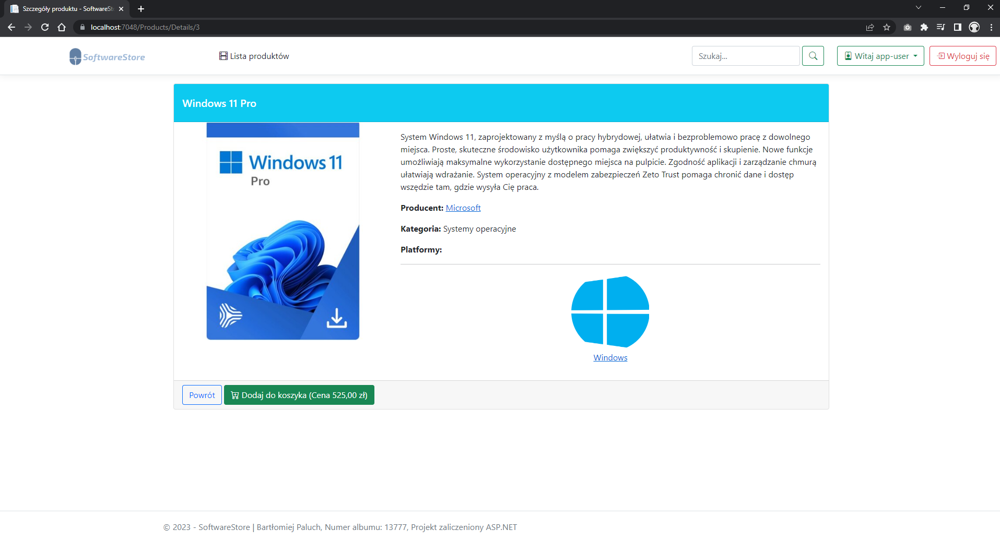 Szczegóły produktu - SoftwareSt
localhost:7048/Products/Details/3
SoftwareStore
Lista produktów
Szukaj...
Witaj app-user
Wyloguj się
Windows 11 Pro
Windows 11
Pro
System Windows 11, zaprojektowany z myślą o pracy hybrydowej, ułatwia i bezproblemowo pracę z dowolnego
miejsca. Proste, skuteczne środowisko użytkownika pomaga zwiększyć produktywność i skupienie. Nowe funkcje
umożliwiają maksymalne wykorzystanie dostępnego miejsca na pulpicie. Zgodność aplikacji i zarządzanie chmurą
ułatwiają wdrażanie. System operacyjny z modelem zabezpieczeń Zeto Trust pomaga chronić dane i dostęp
wszędzie tam, gdzie wysyła Cię praca.
Producent: Microsoft
Kategoria: Systemy operacyjne
Platformy:
Windows
Powrót
Dodaj do koszyka (Cena 525,00 zł)
© 2023 - SoftwareStore | Bartłomiej Paluch, Numer albumu: 13777, Projekt zaliczeniony ASP.NET